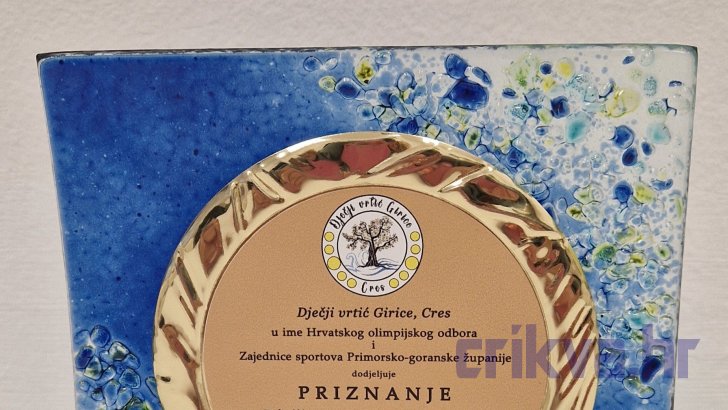 Dječji vrtić Girice
Cres
Dječji vrtić Girice, Cres
u ime Hrvatskog olimpijskog odbora
i
Zajednice sportova Primorsko-goranske županije
dodjeljuje
PRIZNANJE
crikva.hr